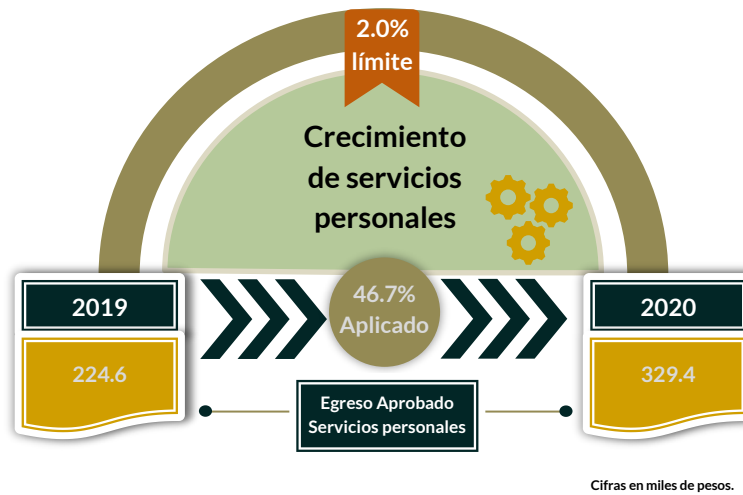 2.0%
límite
Crecimiento
de servicios
personales
2019
46.7%
Aplicado
2020
224.6
329.4
Egreso Aprobado
Servicios personales
Cifras en miles de pesos.